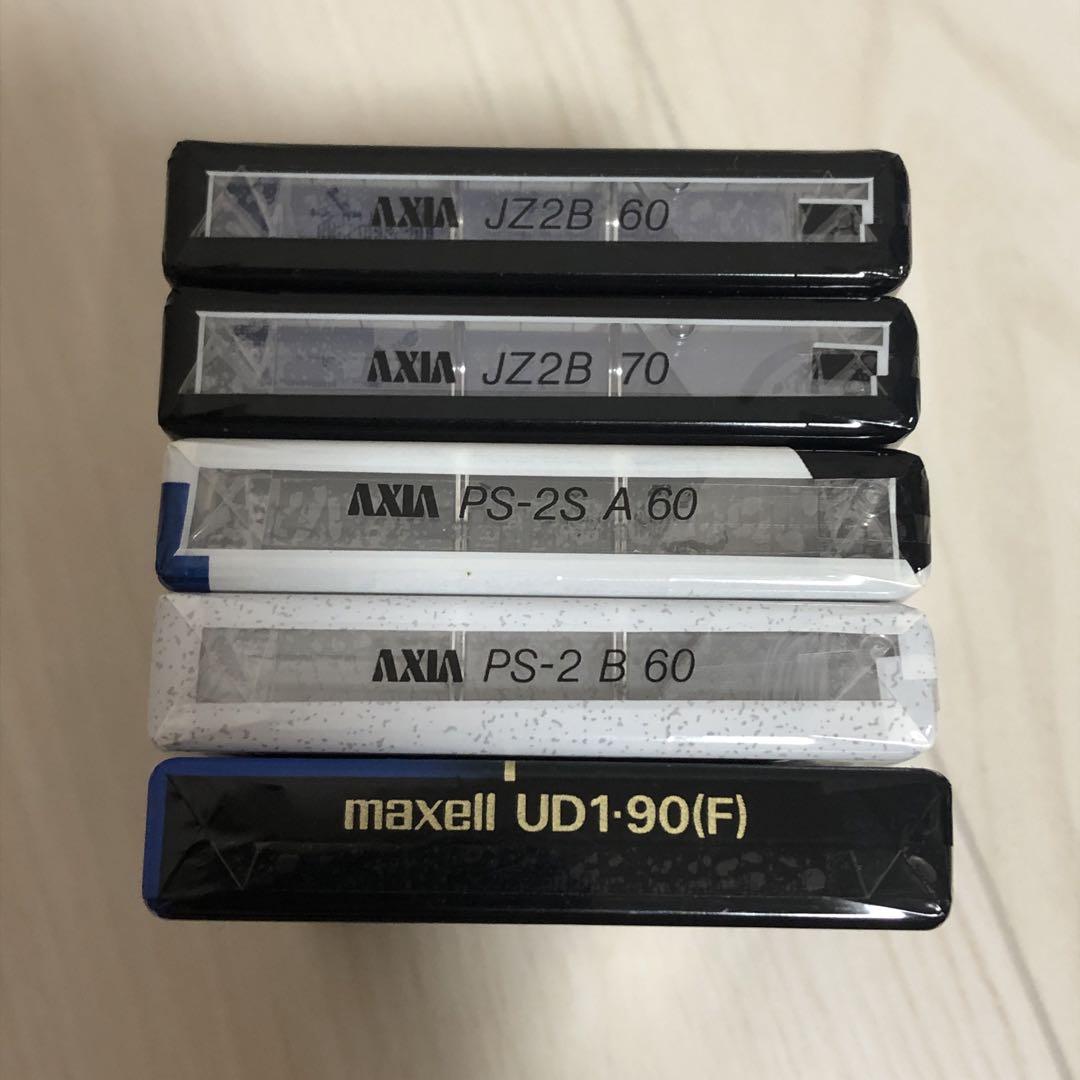 AXIA JZ2B 60
AXIA JZ2B 70
AXIA PS-2S A 60
AXIA PS-2 B 60
maxell UD1·90(F)